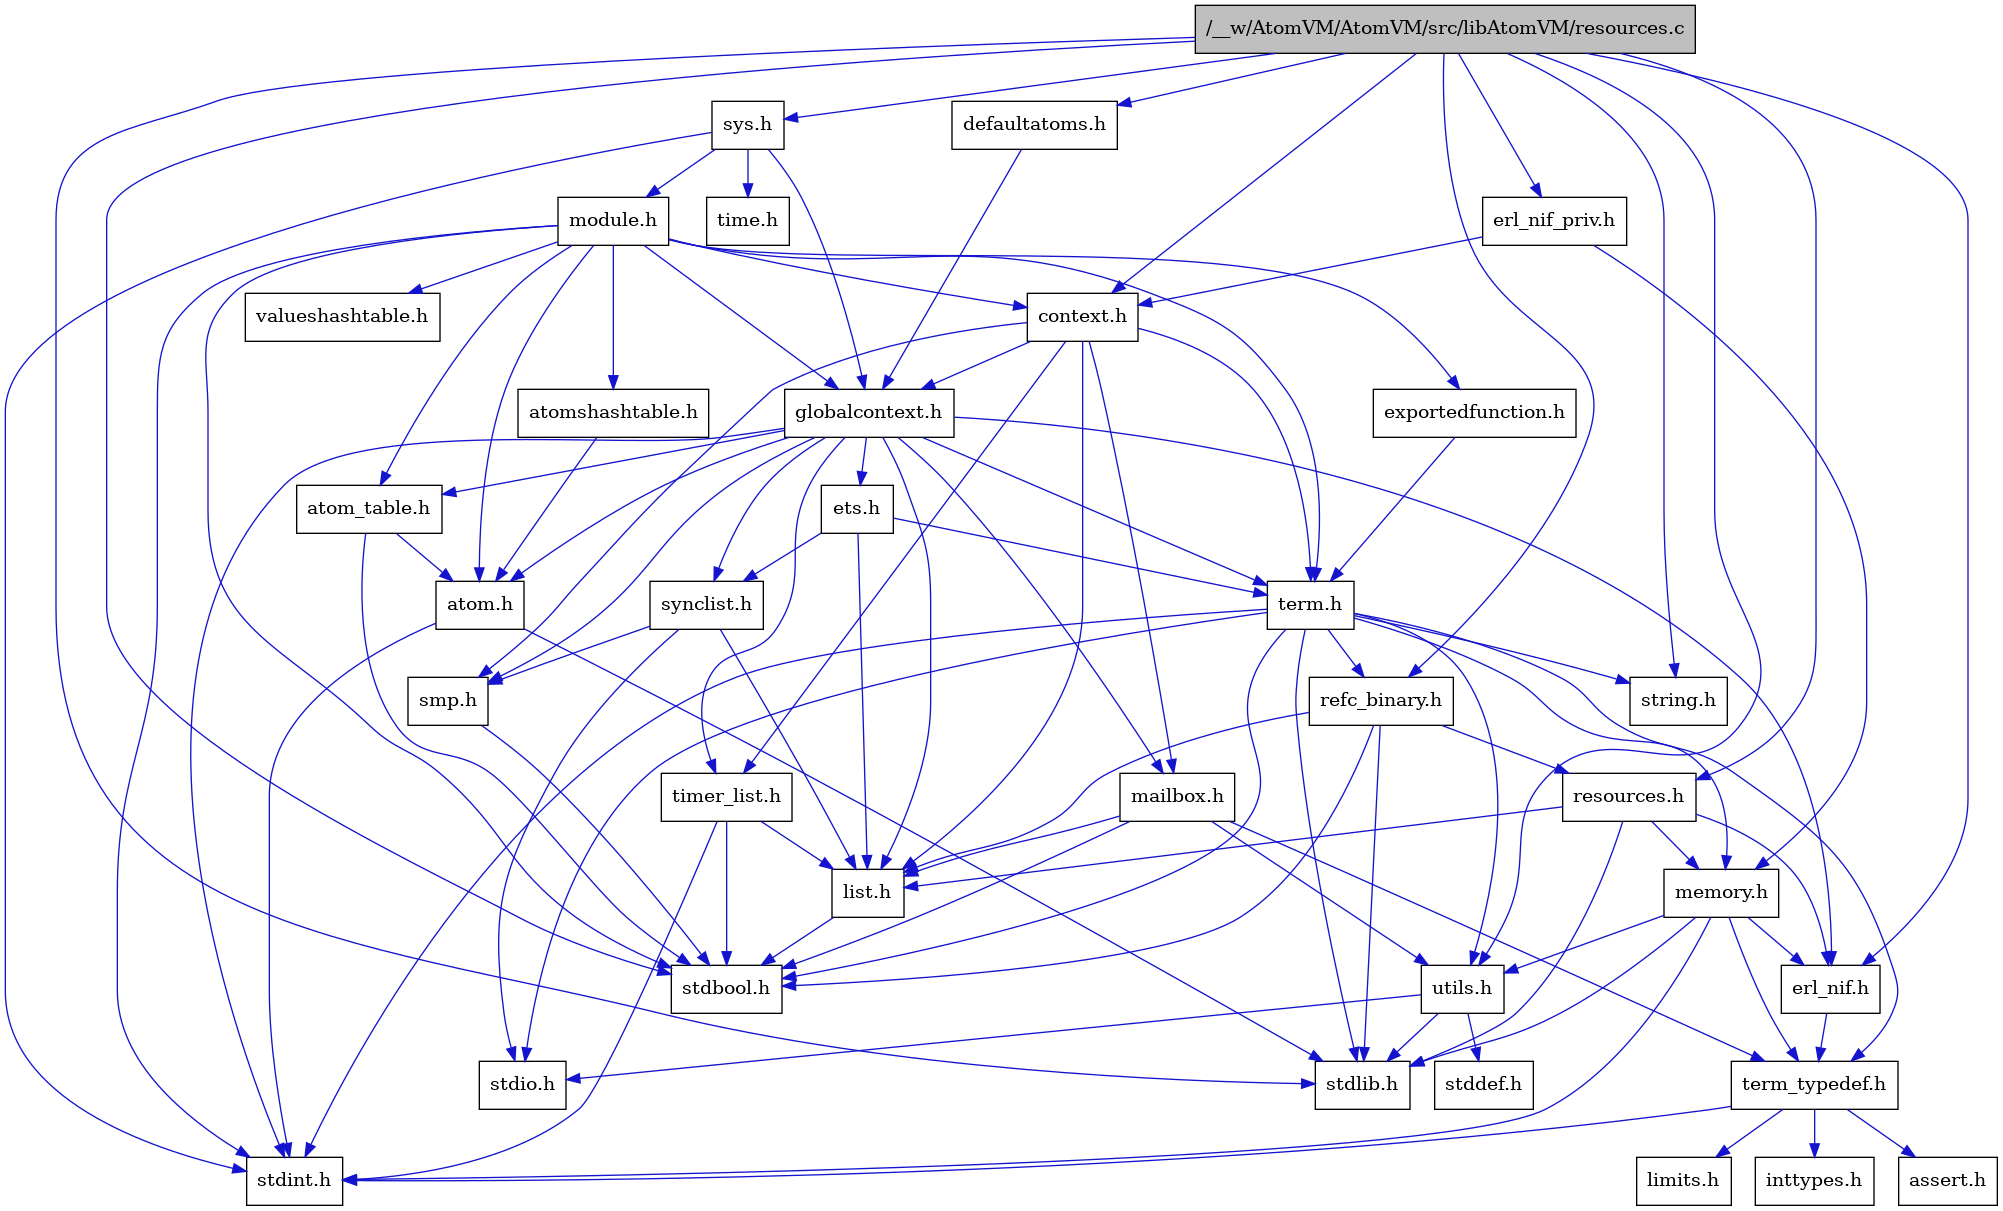 /__w/AtomVM/AtomVM/src/libAtomVM/resources.c
sys.h
defaultatoms.h
module.h
time.h
erl_nif_priv.h
valueshashtable.h
context.h
atomshashtable.h
globalcontext.h
exportedfunction.h
atom_table.h
ets.h
atom.h
synclist.h
term.h
smp.h
refc_binary.h
string.h
timer_list.h
mailbox.h
resources.h
list.h
memory.h
stdbool.h
utils.h
erl_nif.h
stdio.h
stdlib.h
stddef.h
term_typedef.h
stdint.h
limits.h
inttypes.h
assert.h